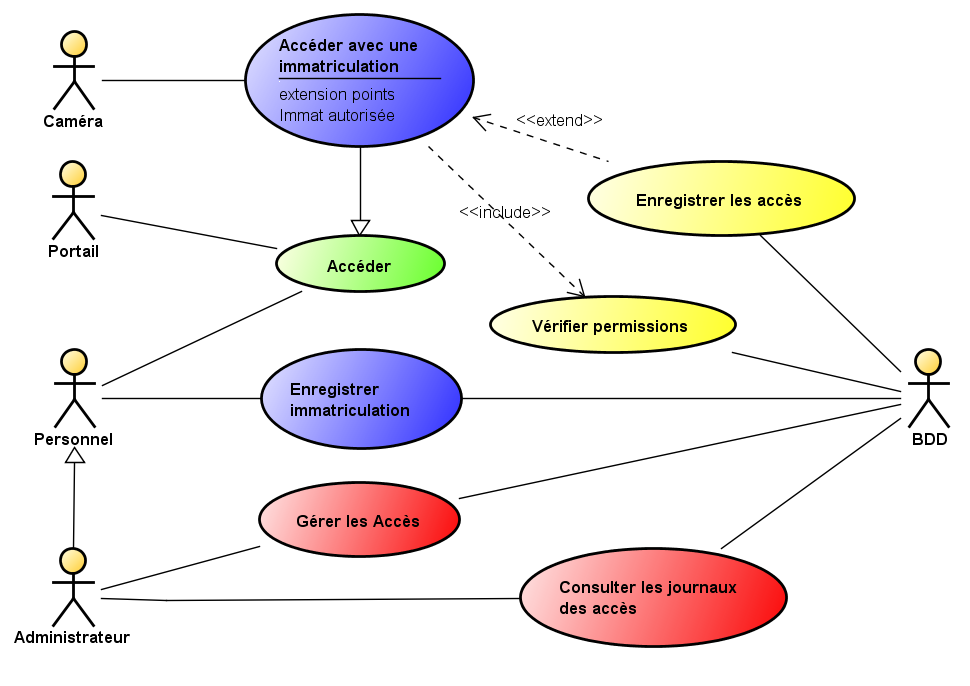 Accéder avec une
immatriculation
extension points
Immat autorisée
Caméra
<<extend>>
Enregistrer les accès
<<include>>
Portail
Accéder
Vérifier permissions
Enregistrer
immatriculation
Personnel
BDD
Gérer les Accès
Consulter les journaux
des accès
Administrateur